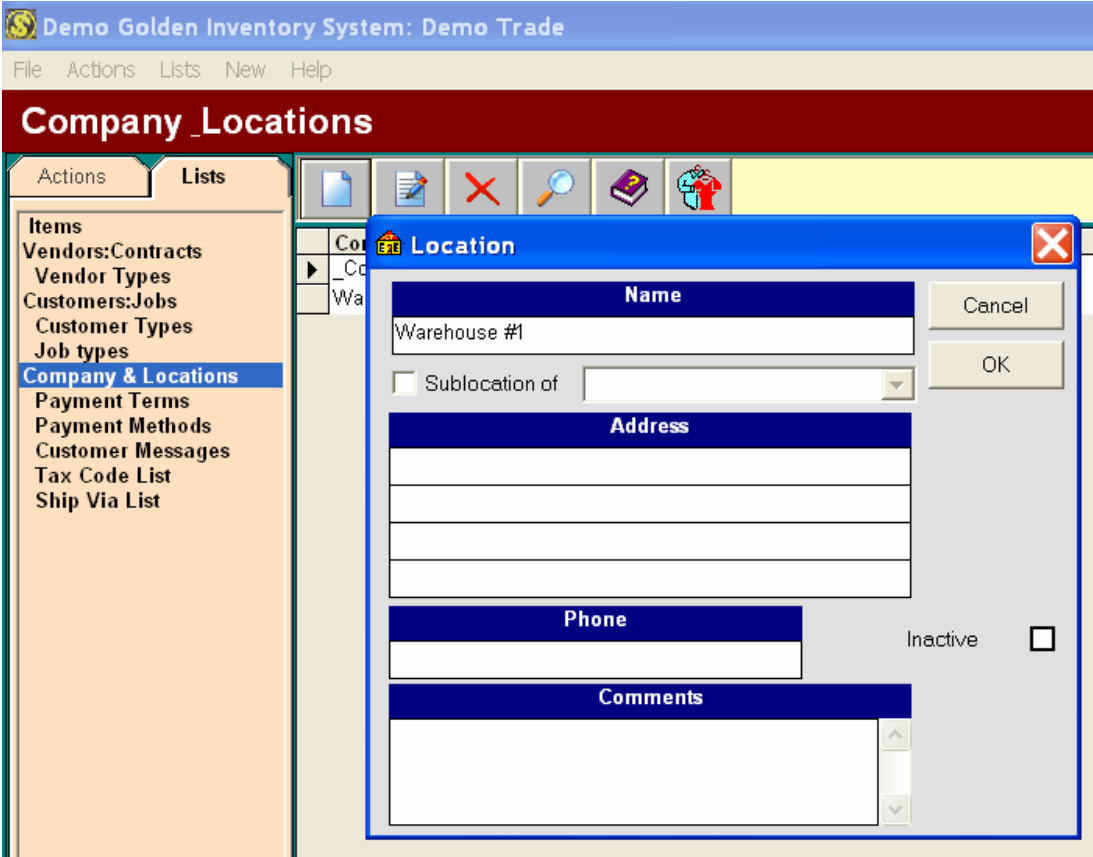 Demo Golden Inventory System: Demo Trade
File Actions Lists New Help
Company _Locations
Actions Lists
Items
Vendors:Contracts
Vendor Types
Customers:Jobs
Customer Types
Job types
Company & Locations
Payment Terms
Payment Methods
Customer Messages
Tax Code List
Ship Via List
Location
Name
Warehouse #1
Cancel
Sublocation of
OK
Address
Phone
Inactive
Comments